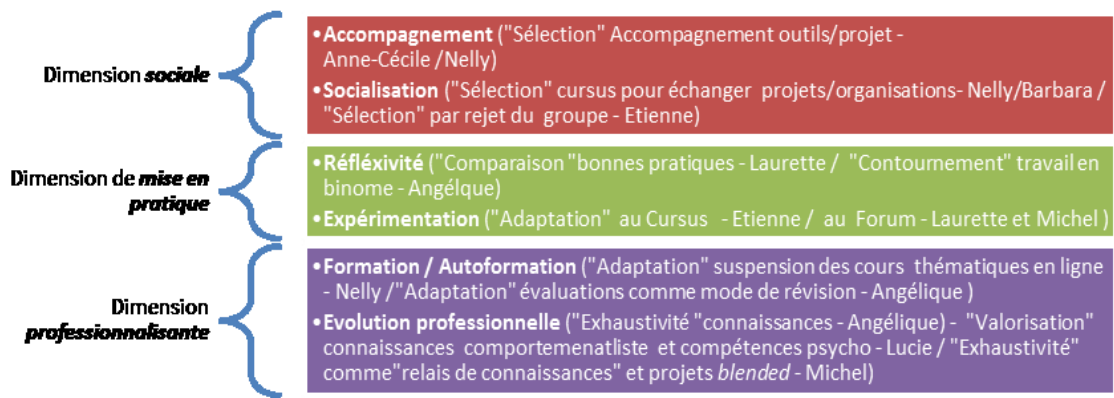 Dimension sociale
•Accompagnement ("Sélection" Accompagnement outils/projet -
Anne-Cécile /Nelly)
•Socialisation ("Sélection" cursus pour échanger projets/organisations- Nelly/Barbara /
"Sélection" par rejet du groupe - Etienne)
Dimension de mise en
pratique
•Réfléxivité ("Comparaison "bonnes pratiques - Laurette / "Contournement" travail en
binome - Angélque)
•Expérimentation ("Adaptation" au Cursus - Etienne / au Forum - Laurette et Michel )
Dimension
professionnalisante
•Formation / Autoformation ("Adaptation" suspension des cours thématiques en ligne
- Nelly /"Adaptation" évaluations comme mode de révision - Angélique )
•Evolution professionnelle ("Exhaustivité "connaissances - Angélique) - "Valorisation"
connaissances comportemenatliste et compétences psycho - Lucie / "Exhaustivité"
comme"relais de connaissances" et projets blended - Michel)